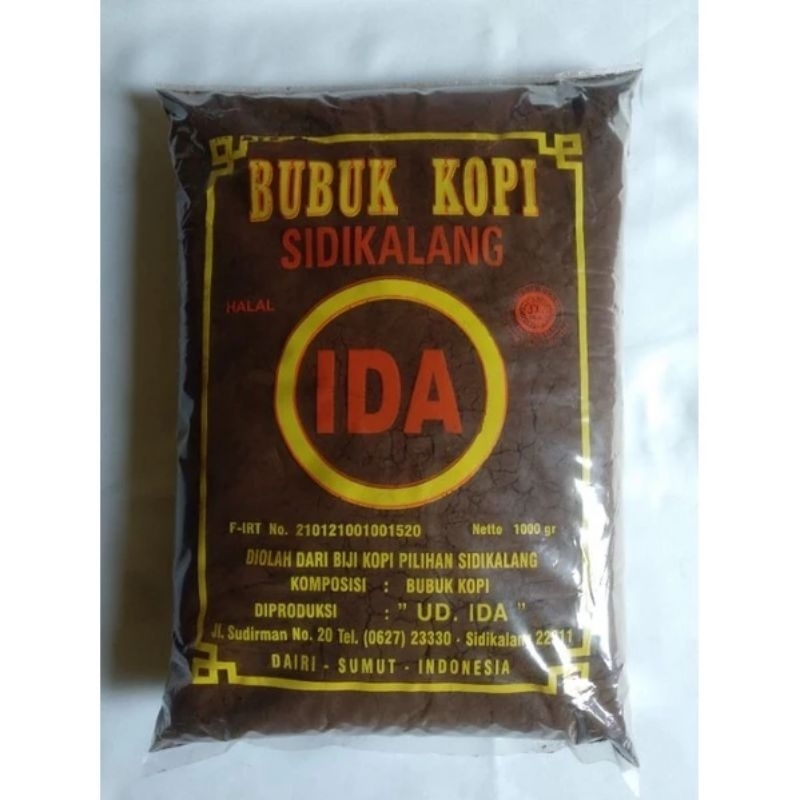 BUBUK KOPI
SIDIKALANG
HALAL
IDA
F-IRT No. 210121001001520 Netto 1000 gr
DIOLAH DARI BIJI KOPI PILIHAN SIDIKALANG
KOMPOSISI : BUBUK KOPI
DIPRODUKSI : " UD. IDA "
Jl. Sudirman No. 20 Tel. (0627) 23330 - Sidikalang
DAIRI - SUMUT - INDONESIA